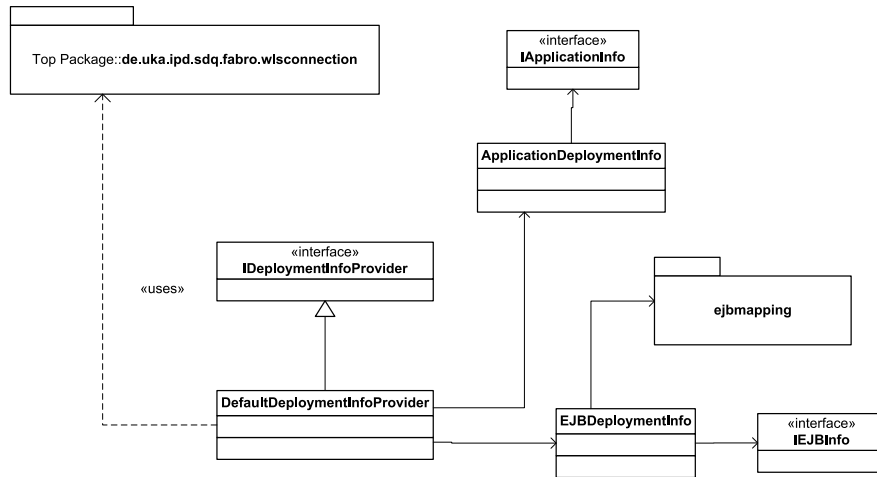 Top Package::de.uka.ipd.sdq.fabro.wlsconnection
«interface»
IApplicationInfo
ApplicationDeploymentInfo
«interface»
IDeploymentInfoProvider
«uses»
ejbmapping
DefaultDeploymentInfoProvider
EJBDeploymentInfo
«interface»
IEJBInfo